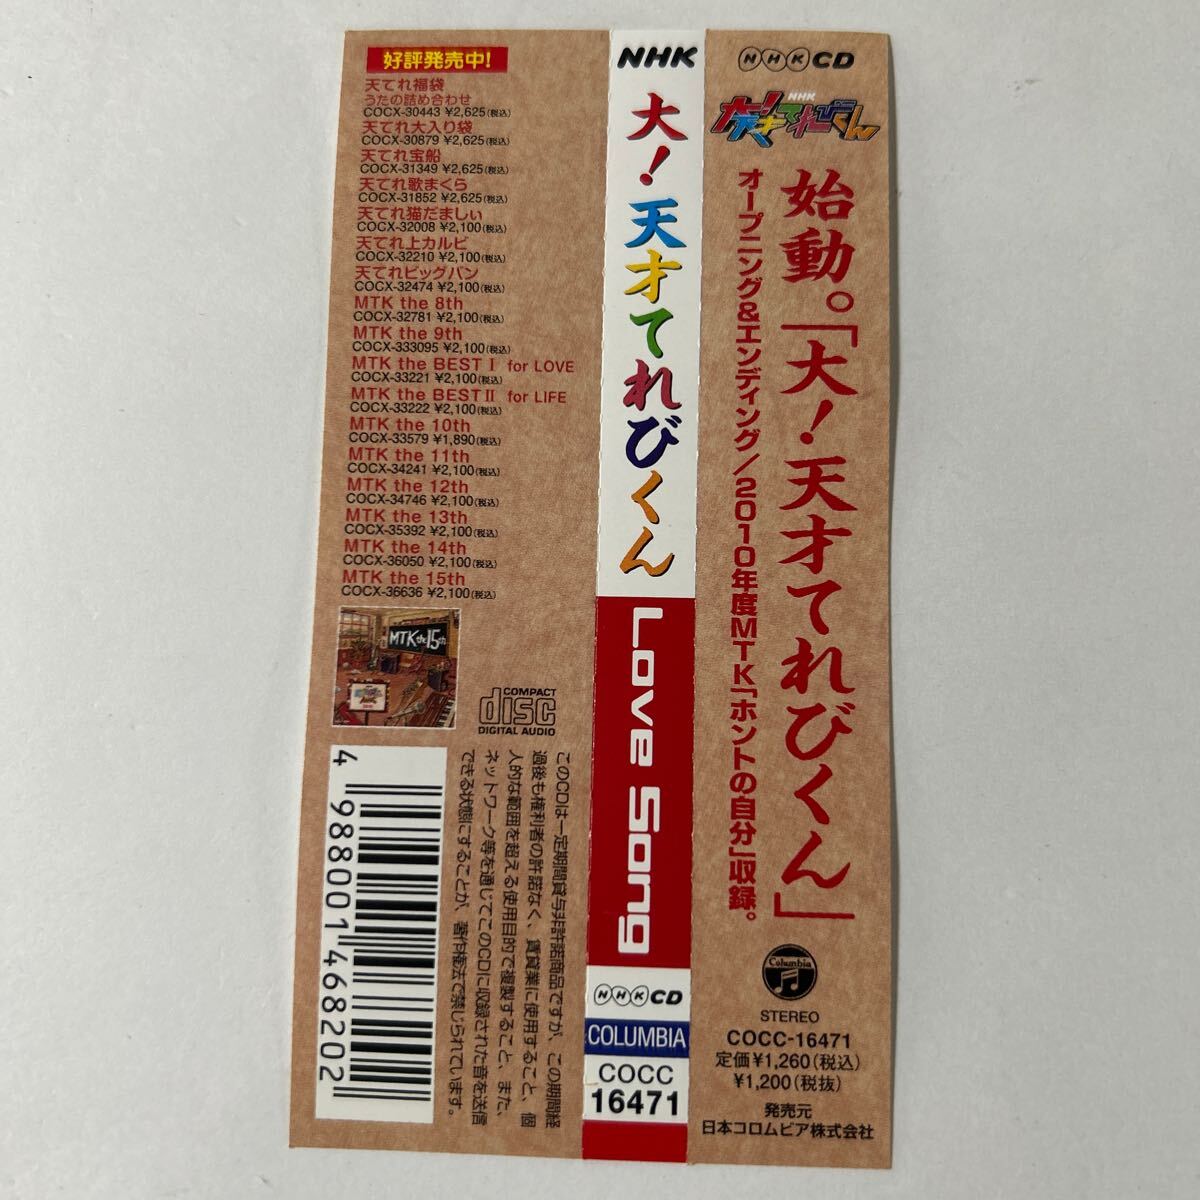 好評発売中!
天てれ福袋
うたの詰め合わせ
COCX-30443 ¥2,625(税込)
天てれ大入り袋
COCX-30879 ¥2,625(税込)
天てれ宝船
COCX-31349 ¥2,625(税込)
天てれ歌まくら
COCX-31852 ¥2,625(税込)
天てれ猫だましぃ
COCX-32008 ¥2,100(税込)
天てれ上カルビ
COCX-32210 ¥2,100(税込)
天てれビッグバン
COCX-32474 ¥2,100(税込)
MTK the 8th
COCX-32781 ¥2,100(税込)
MTK the 9th
COCX-333095 ¥2,100(税込)
MTK the BEST Ⅰ for LOVE
COCX-33221 ¥2,100(税込)
MTK the BEST Ⅱ for LIFE
COCX-33222 ¥2,100(税込)
MTK the 10th
COCX-33579 ¥1,890(税込)
MTK the 11th
COCX-34241 ¥2,100(税込)
MTK the 12th
COCX-34746 ¥2,100(税込)
MTK the 13th
COCX-35392 ¥2,100(税込)
MTK the 14th
COCX-36050 ¥2,100(税込)
MTK the 15th
COCX-36636 ¥2,100(税込)
MTK the 15th
COMPACT
disc
DIGITAL AUDIO
このCDは一定期間貸与非許諾商品ですが、この期間経
過後も権利者の許諾なく、賃貸業に使用すること、個
人的な範囲を超える使用目的で複製すること、また、
ネットワーク等を通じてこのCDに収録された音を送信
できる状態にすることが、著作権法で禁じられています。
4 988001 468202
NHK
大!天才てれびくん
Love Song
NHK CD
COLUMBIA
COCC
16471
NHK CD
NHK
大!天才てれびくん
始動。「大!天才てれびくん」
オープニング&エンディング/2010年度MTK「ホントの自分」収録。
Columbia
STEREO
COCC-16471
定価¥1,260(税込)
¥1,200(税抜)
発売元
日本コロムビア株式会社